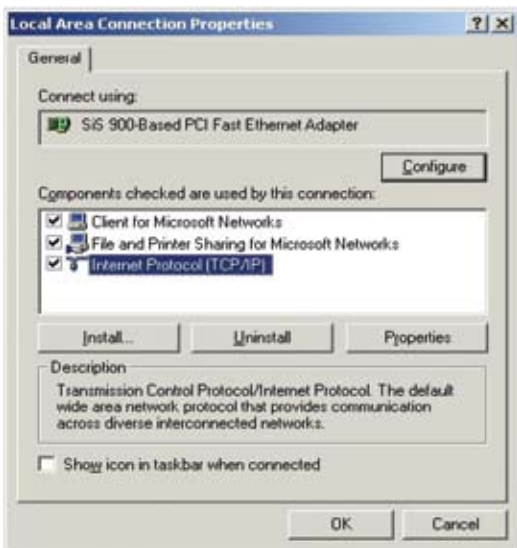 Local Area Connection Properties
General
Connect using:
SiS 900-Based PCI Fast Ethernet Adapter
Configure
Components checked are used by this connection:
Client for Microsoft Networks
File and Printer Sharing for Microsoft Networks
Internet Protocol (TCP/IP)
Install... Uninstall Properties
Description
Transmission Control Protocol/Internet Protocol. The default
wide area network protocol that provides communication
across diverse interconnected networks.
Show icon in taskbar when connected
OK Cancel